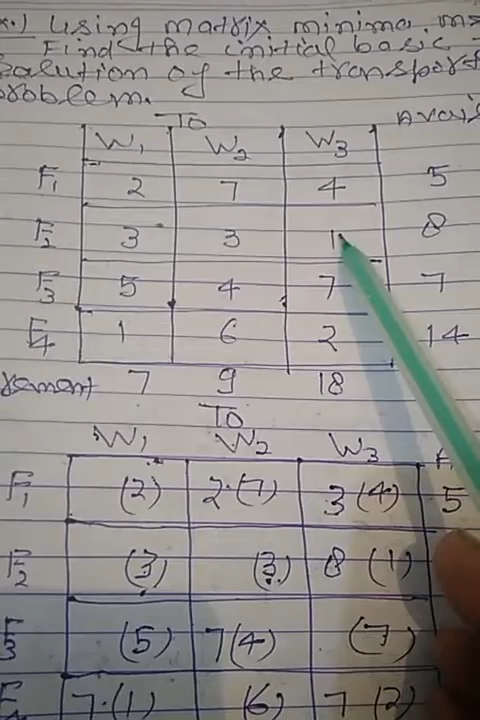 Using matrix minima
Find the initial basic
Solution of the transport
problem.
To
W1 W2 W3
F1 2 7 4 5
F2 3 3 1 8
F3 5 4 7 7
F4 1 6 2 14
7 9 18
To
W1 W2 W3
F1 (2) 2·(7) 3(4) 5
F2 (3) (3) 8 (1)
(5) 7(4) (7)
7·(1) (6) 7 (2)